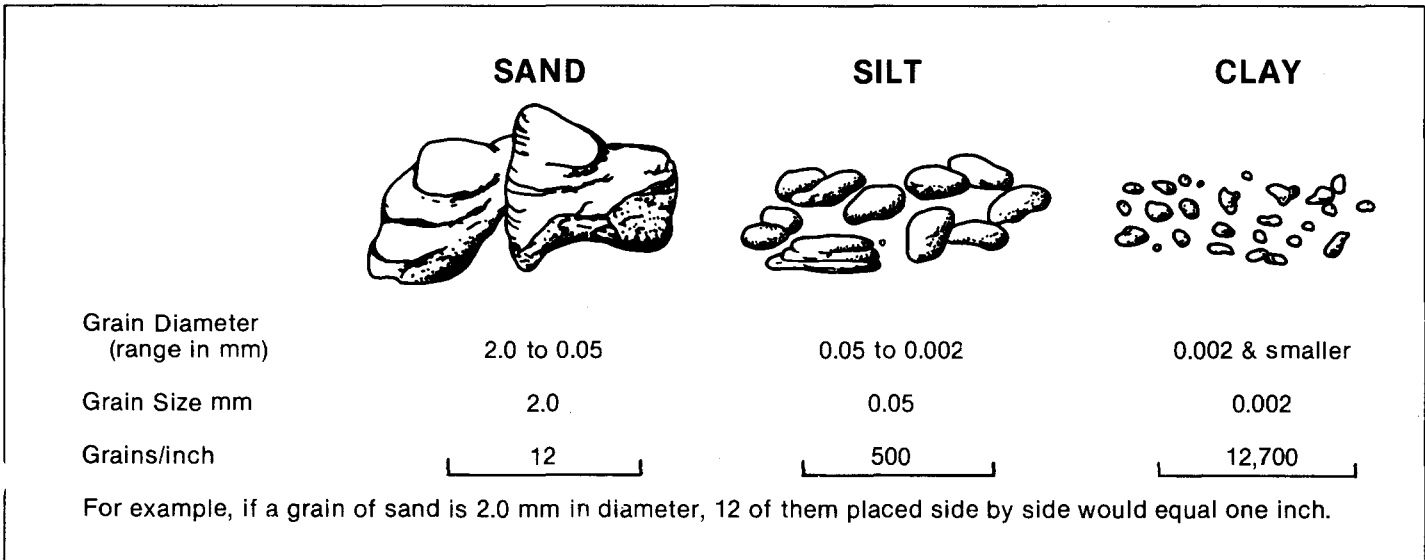 SAND SILT CLAY
Grain Diameter
(range in mm) 2.0 to 0.05 0.05 to 0.002 0.002 & smaller
Grain Size mm 2.0 0.05 0.002
Grains/inch 12 500 12,700
For example, if a grain of sand is 2.0 mm in diameter, 12 of them placed side by side would equal one inch.